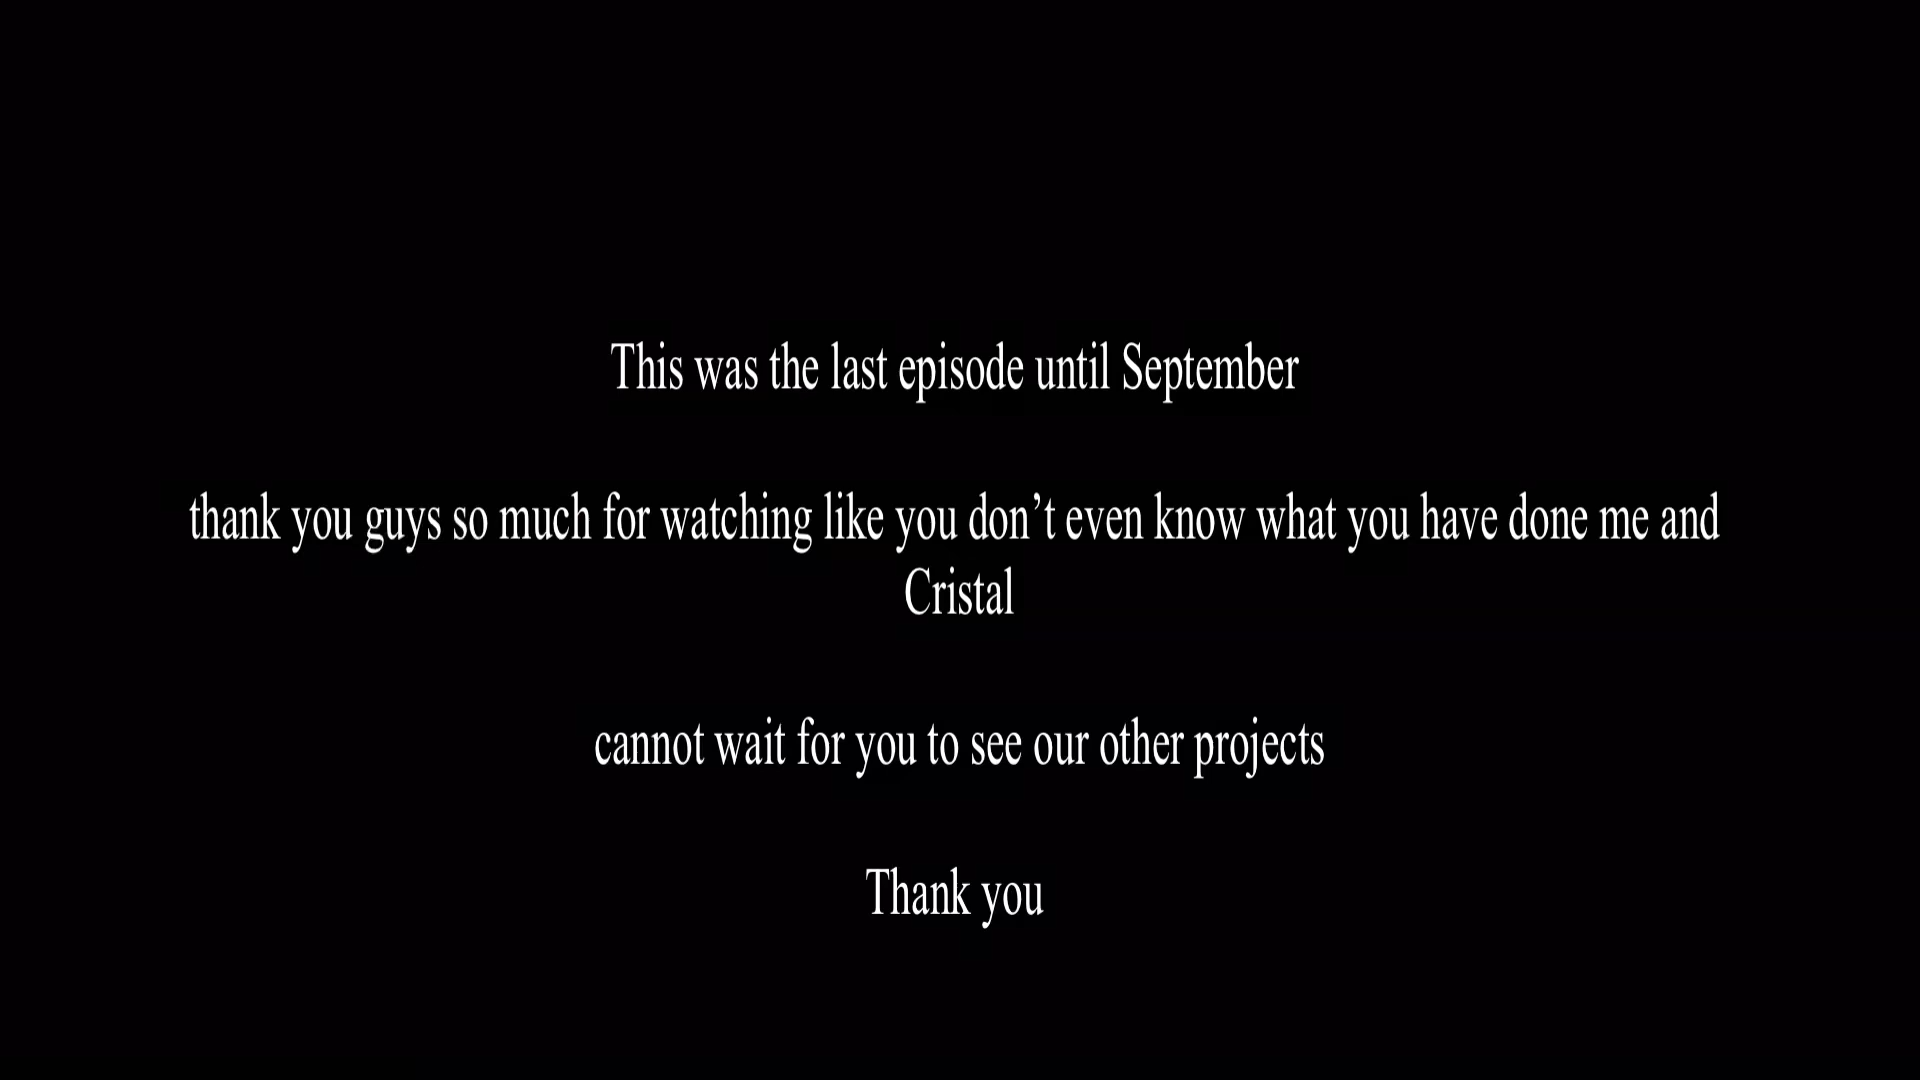 This was the last episode until September
thank you guys so much for watching like you don’t even know what you have done me and
Cristal
cannot wait for you to see our other projects
Thank you